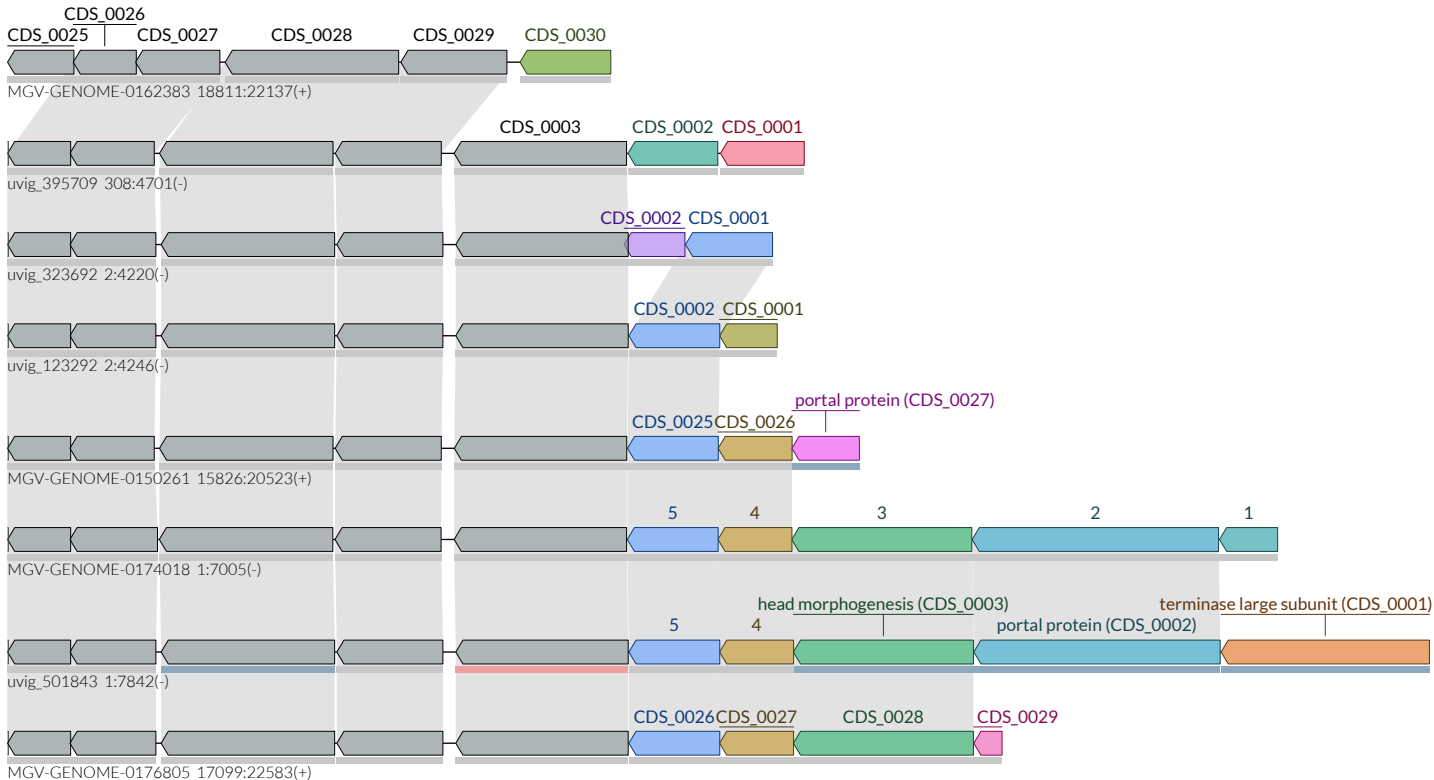 CDS_0026
CDS_0025 CDS_0027 CDS_0028 CDS_0029 CDS_0030
MGV-GENOME-0162383 18811:22137(+)
CDS_0003 CDS_0002 CDS_0001
uvig_395709 308:4701(-)
CDS_0002 CDS_0001
uvig_323692 2:4220(-)
CDS_0002 CDS_0001
uvig_123292 2:4246(-)
portal protein (CDS_0027)
CDS_0025 CDS_0026
MGV-GENOME-0150261 15826:20523(+)
5 4 3 2 1
MGV-GENOME-0174018 1:7005(-)
head morphogenesis (CDS_0003) terminase large subunit (CDS_0001)
5 4 portal protein (CDS_0002)
uvig_501843 1:7842(-)
CDS_0026 CDS_0027 CDS_0028 CDS_0029
MGV-GENOME-0176805 17099:22583(+)